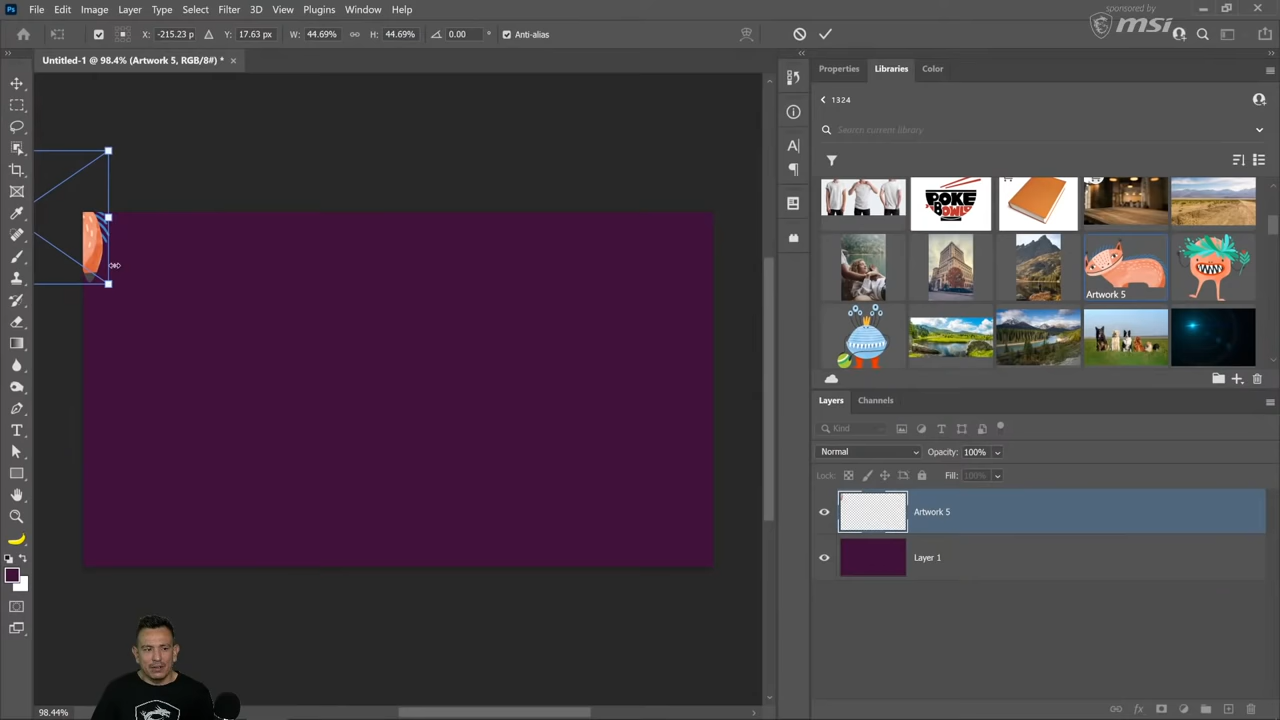 Ps File Edit Image Layer Type Select Filter 3D View Plugins Window Help
sponsored by
msi
X: -215.23 p Y: 17.63 px W: 44.69% H: 44.69% 0.00 ° Anti-alias
Untitled-1 @ 98.4% (Artwork 5, RGB/8#) * ×
Properties Libraries Color
1324
Search current library
POKE
BOWL
Artwork 5
Layers Channels
Kind
Normal Opacity: 100%
Lock: Fill: 100%
Artwork 5
Layer 1
98.44%